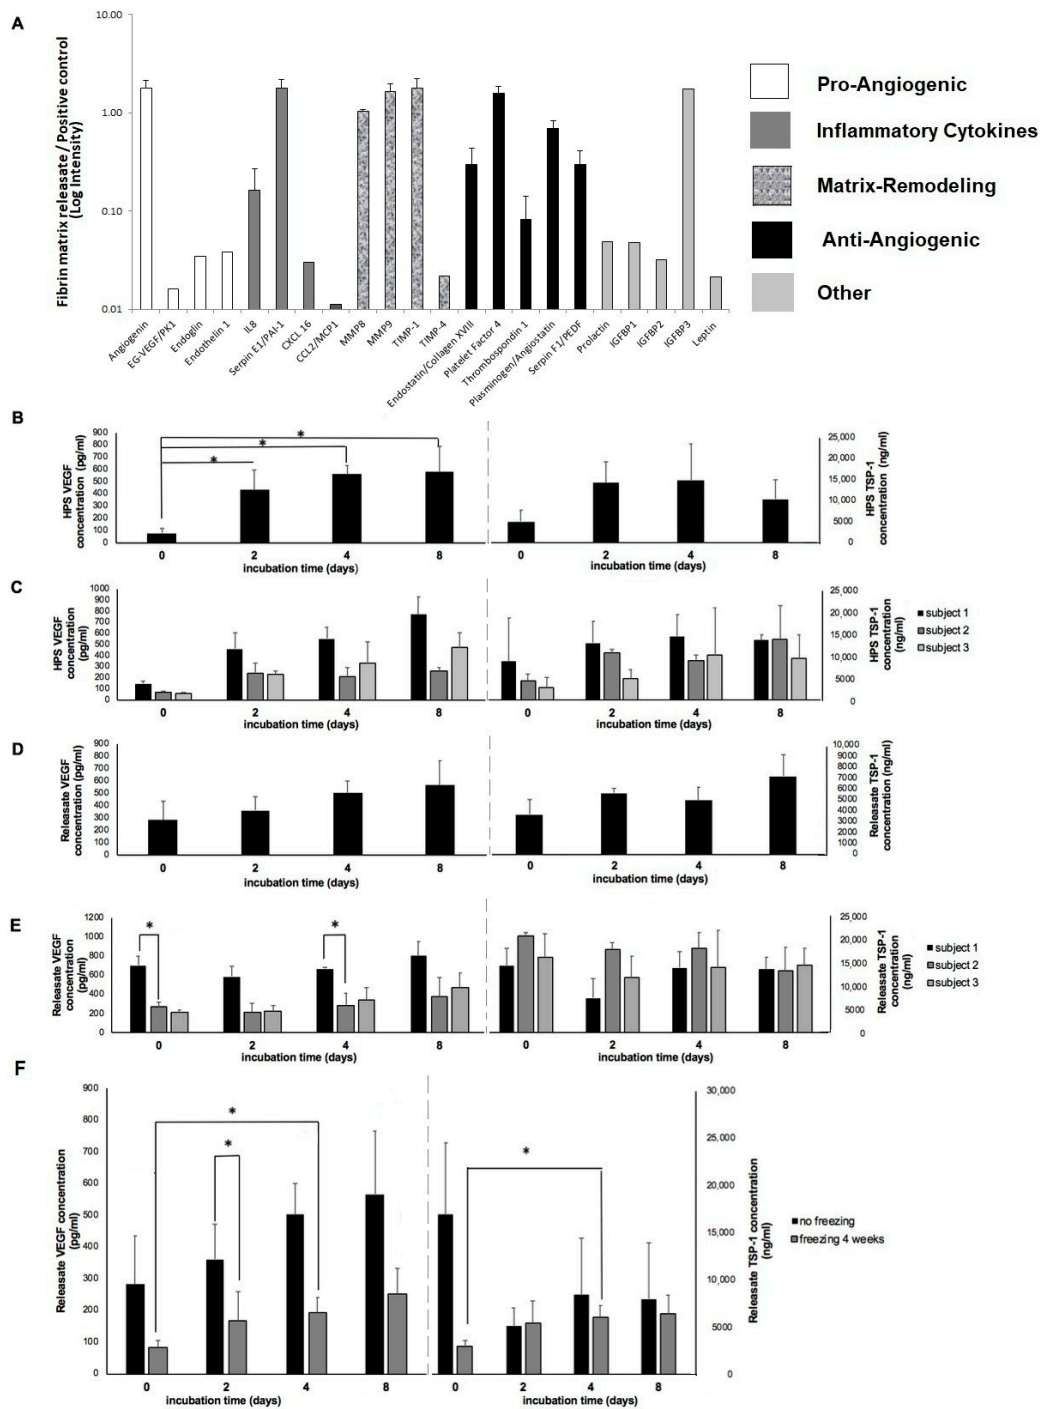 A
Fibrin matrix releasate / Positive control
(Log Intensity)
10.00
1.00
0.10
0.01
Angiogenin
EG-VEGF/PK1
Endoglin
Endothelin 1
IL8
Serpin E1/PAI-1
CXCL 16
CCL2/MCP1
MMP8
MMP9
TIMP-1
TIMP-4
Endostatin/Collagen XVIII
Platelet Factor 4
Thrombospondin 1
Plasminogen/Angiostatin
Serpin F1/PEDF
Prolactin
IGFBP1
IGFBP2
IGFBP3
Leptin
Pro-Angiogenic
Inflammatory Cytokines
Matrix-Remodeling
Anti-Angiogenic
Other
B
HPS VEGF
concentration (pg/ml)
900
800
700
600
500
400
300
200
100
0
* 
*
*
0 2 4 8
incubation time (days)
0 2 4 8
incubation time (days)
25,000
20,000
15,000
10,000
5000
0
HPS TSP-1
concentration (ng/ml)
C
HPS VEGF
concentration
(pg/ml)
1000
900
800
700
600
500
400
300
200
100
0
0 2 4 8
incubation time (days)
0 2 4 8
incubation time (days)
25,000
20,000
15,000
10,000
5000
0
HPS TSP-1
concentration
(ng/ml)
subject 1
subject 2
subject 3
D
Releasate VEGF
concentration (pg/ml)
900
800
700
600
500
400
300
200
100
0
0 2 4 8
incubation time (days)
0 2 4 8
incubation time (days)
10,000
9000
8000
7000
6000
5000
4000
3000
2000
1000
0
Releasate TSP-1
concentration (ng/ml)
E
Releasate VEGF
concentration
(pg/ml)
1200
1000
800
600
400
200
0
*
*
0 2 4 8
incubation time (days)
0 2 4 8
incubation time (days)
25,000
20,000
15,000
10,000
5000
0
Releasate TSP-1
concentration
(ng/ml)
subject 1
subject 2
subject 3
F
Releasate VEGF concentration
(pg/ml)
900
800
700
600
500
400
300
200
100
0
*
*
*
0 2 4 8
incubation time (days)
0 2 4 8
incubation time (days)
30,000
25,000
20,000
15,000
10,000
5000
0
Releasate TSP-1 concentration
(ng/ml)
no freezing
freezing 4 weeks